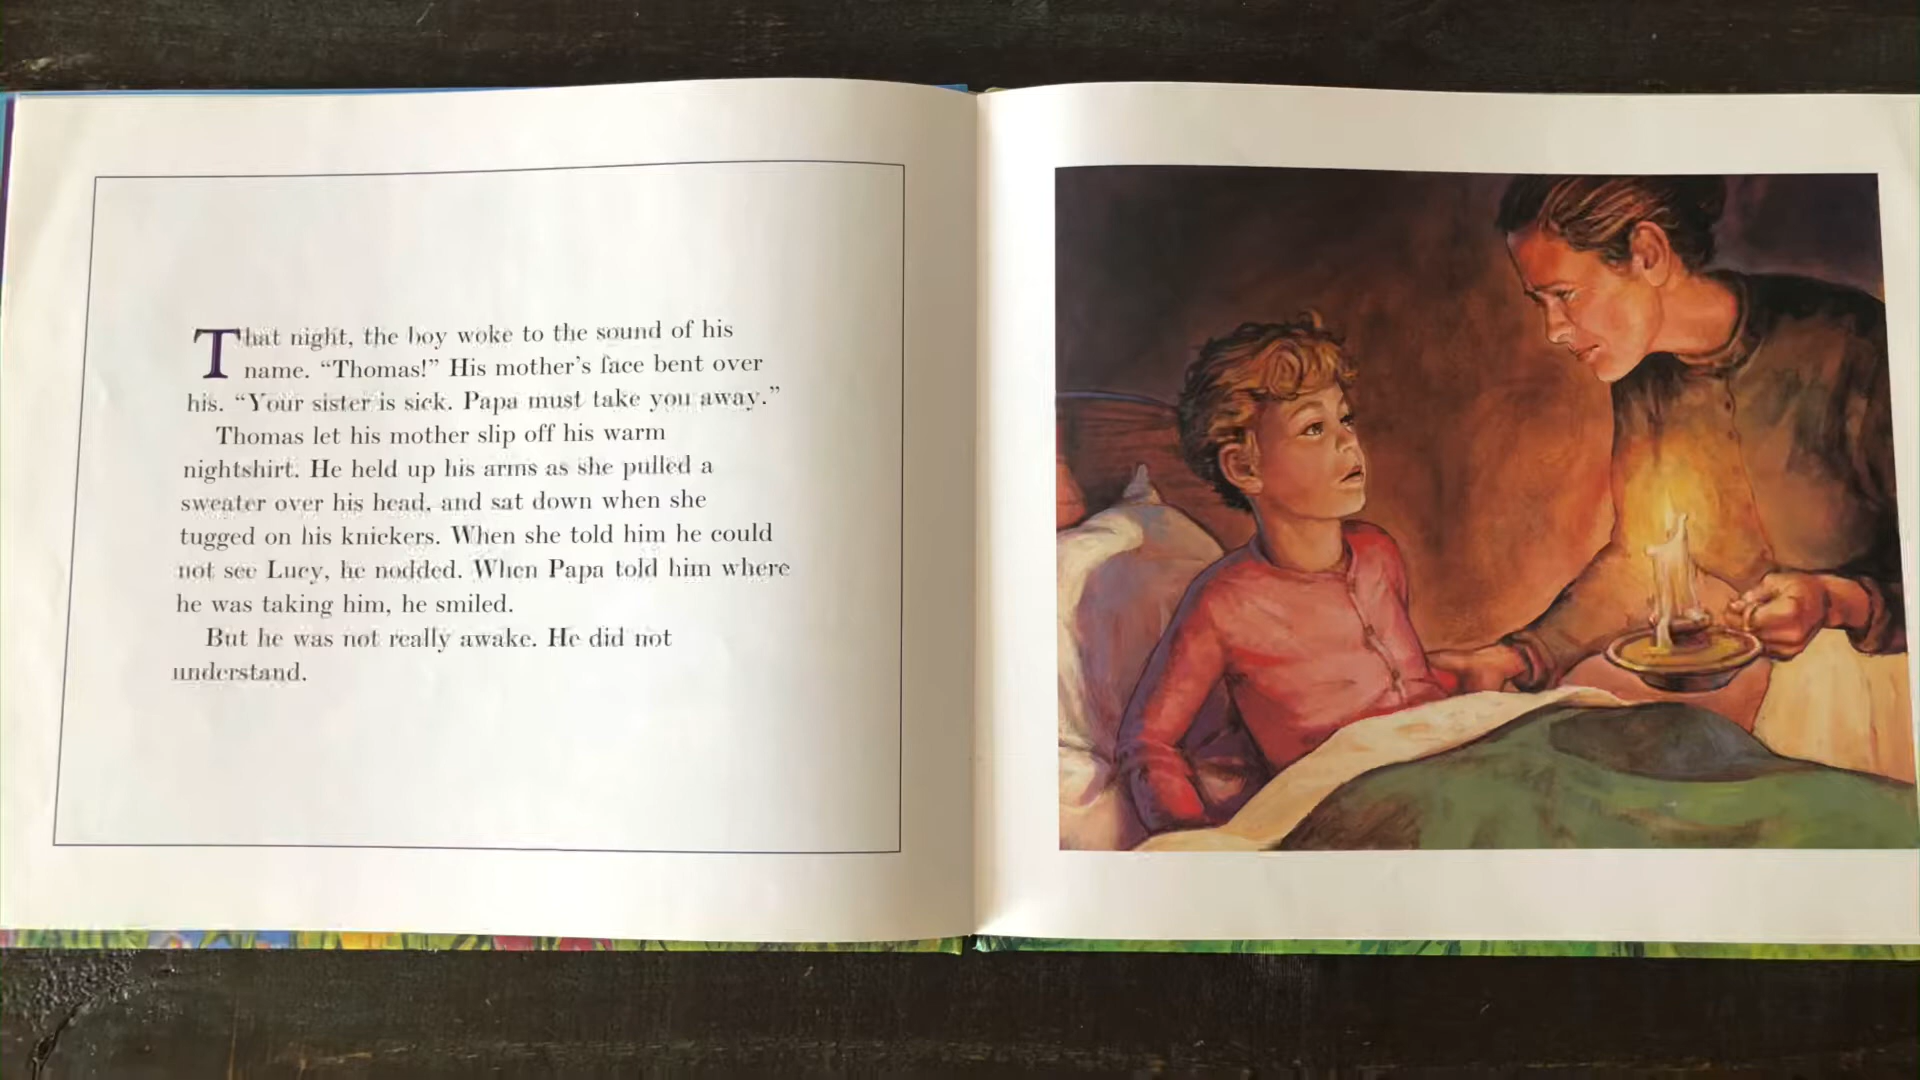 That night, the boy woke to the sound of his
name. “Thomas!” His mother’s face bent over
his. “Your sister is sick. Papa must take you away.”
Thomas let his mother slip off his warm
nightshirt. He held up his arms as she pulled a
sweater over his head, and sat down when she
tugged on his knickers. When she told him he could
not see Lucy, he nodded. When Papa told him where
he was taking him, he smiled.
But he was not really awake. He did not
understand.